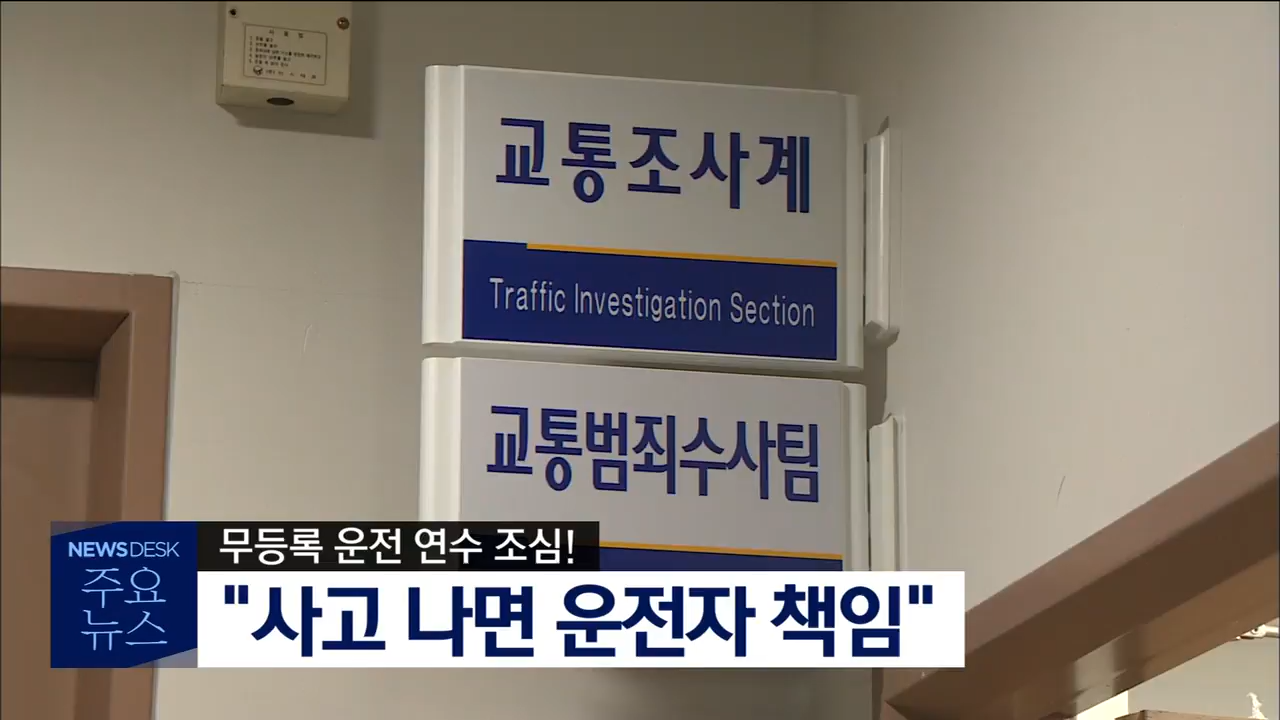 교통조사계
Traffic Investigation Section
교통범죄수사팀
NEWSDESK
주요
뉴스
무등록 운전 연수 조심!
"사고 나면 운전자 책임"